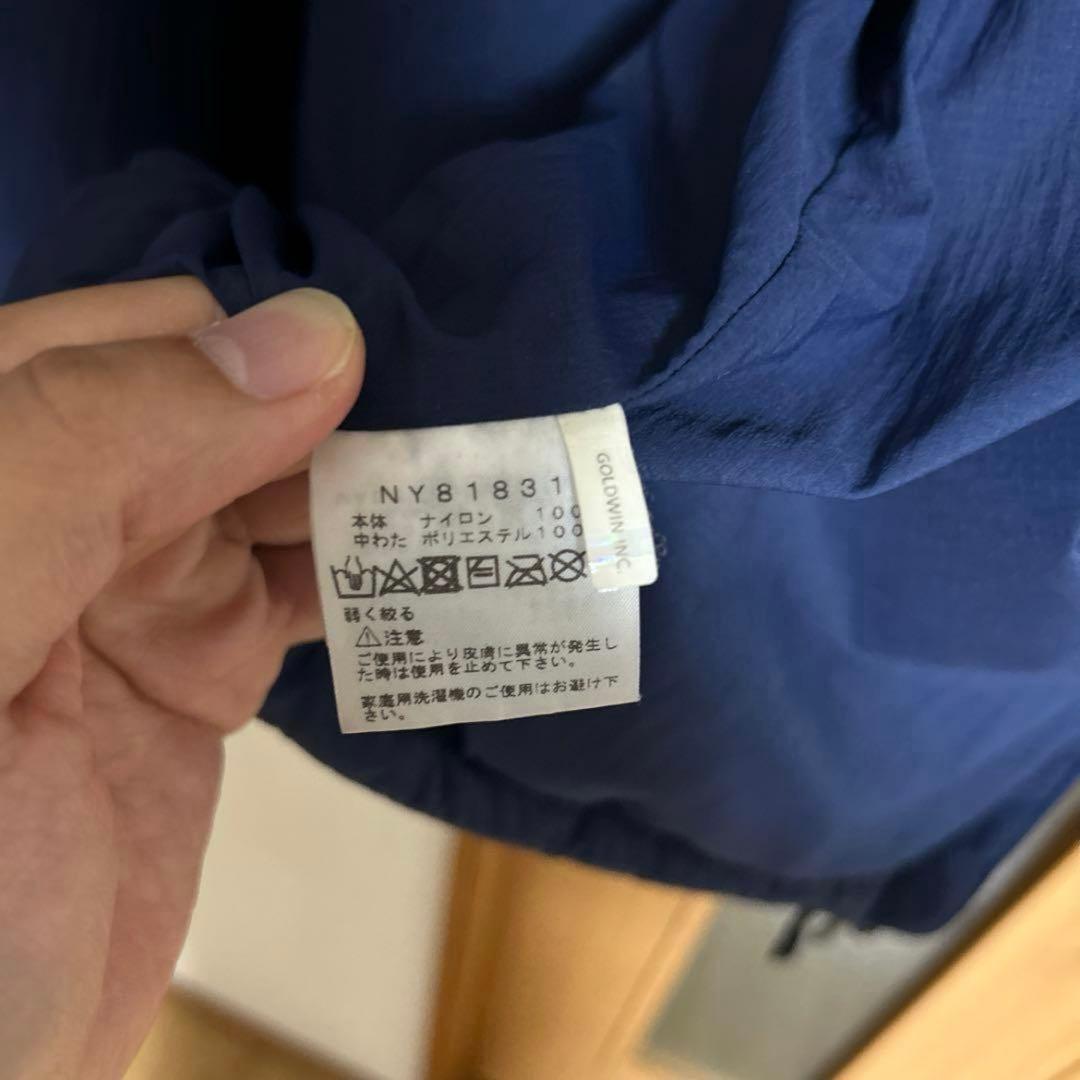 NY81831
本体 ナイロン 100
中わた ポリエステル100
弱く絞る
注意
ご使用により皮膚に異常が発生し
た時は使用を止めて下さい。
家庭用洗濯機のご使用はお避け下
さい。
GOLDWIN INC.